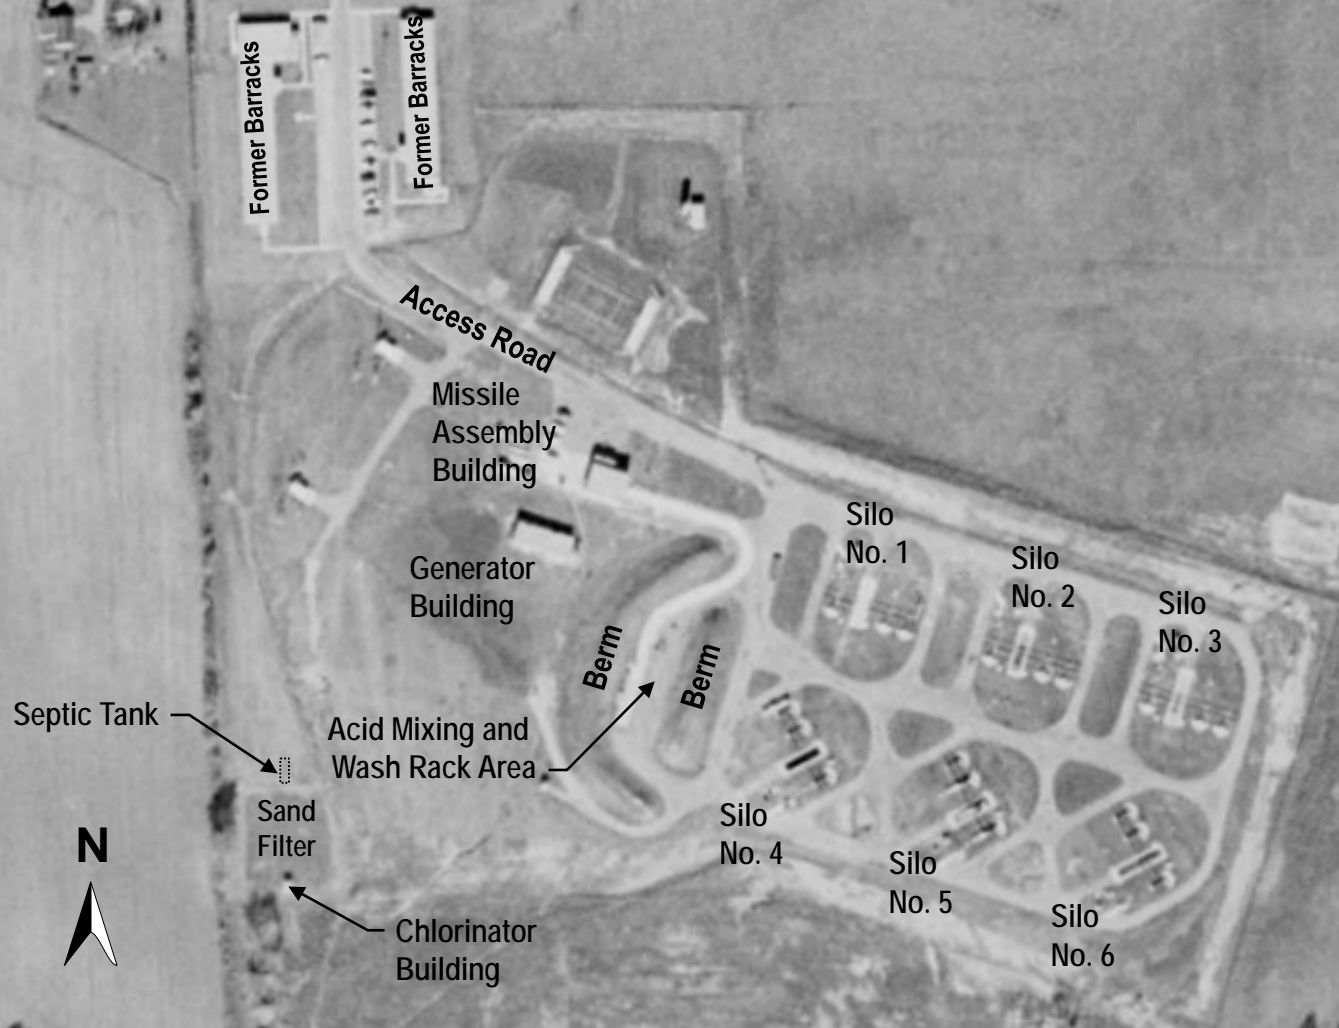 Former Barracks
Former Barracks
Access Road
Missile
Assembly
Building
Generator
Building
Silo
No. 1
Silo
No. 2
Silo
No. 3
Berm
Berm
Septic Tank
Acid Mixing and
Wash Rack Area
Sand
Filter
Silo
No. 4
Silo
No. 5
Silo
No. 6
N
Chlorinator
Building